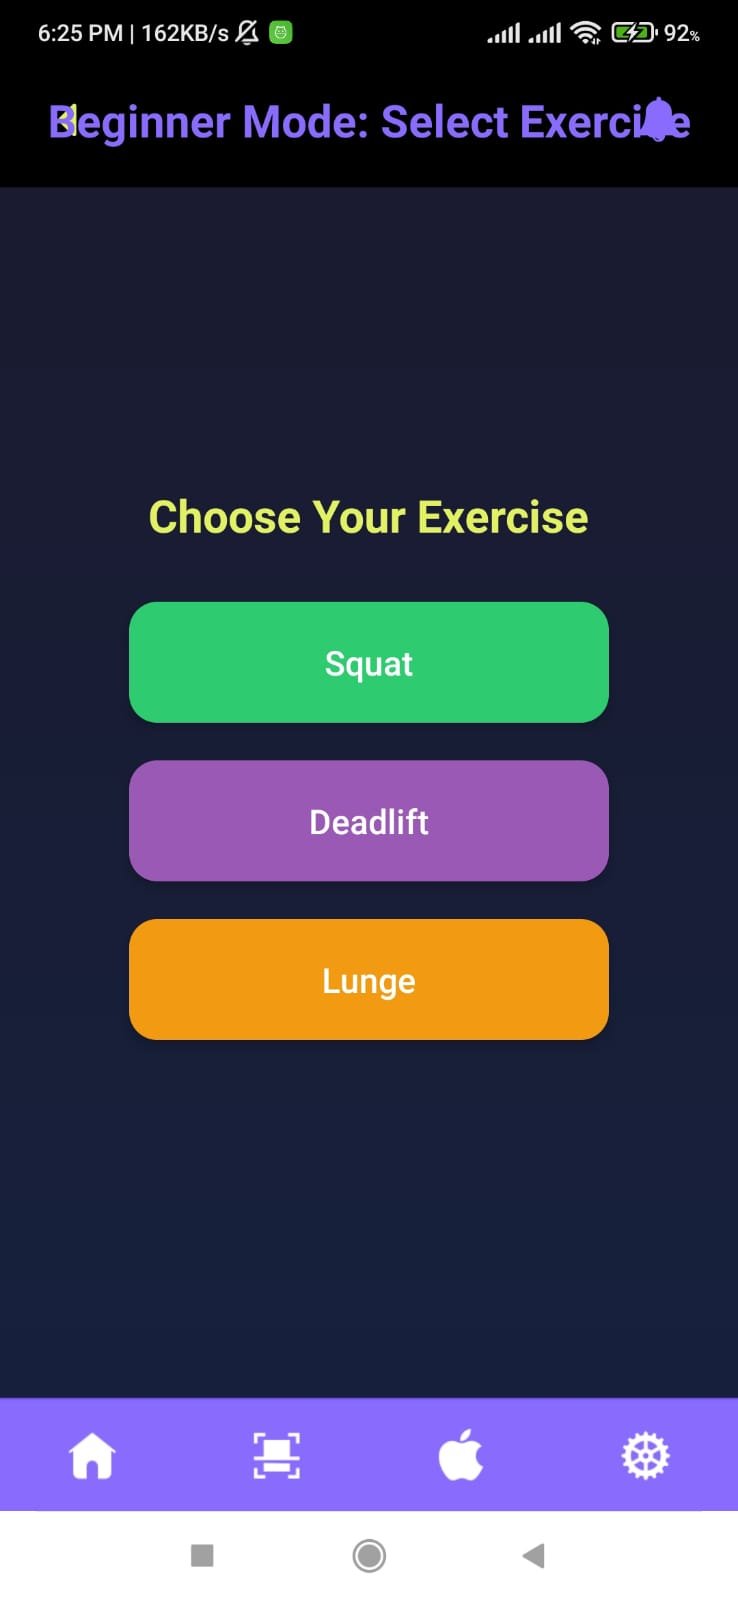 6:25 PM | 162KB/s 92%
Beginner Mode: Select Exercise
Choose Your Exercise
Squat
Deadlift
Lunge